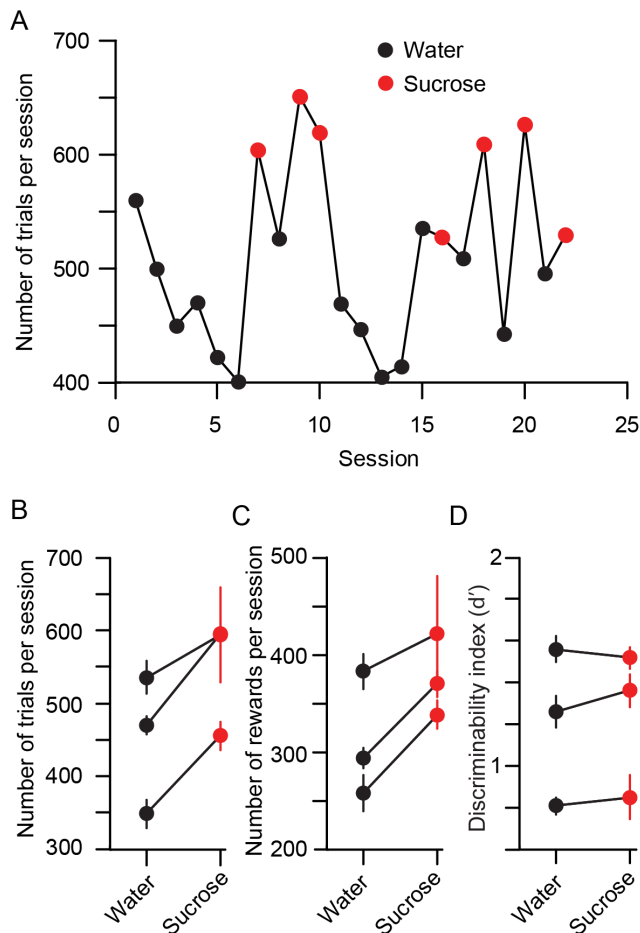 A
700
600
500
400
Number of trials per session
Water
Sucrose
0
5
10
15
20
25
Session
B
700
600
500
400
300
Number of trials per session
Water
Sucrose
C
500
400
300
200
Number of rewards per session
Water
Sucrose
D
2
1
Discriminability index (d′)
Water
Sucrose